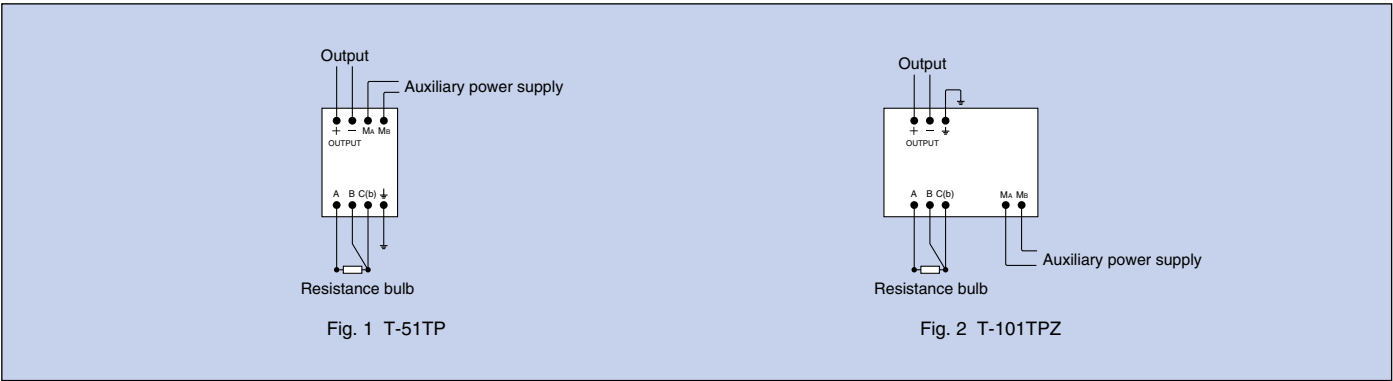 Output
Auxiliary power supply
+ − MA MB
OUTPUT
A B C(b) ⏚
Resistance bulb
Fig. 1 T-51TP
Output
+ − ⏚
OUTPUT
A B C(b) MA MB
Auxiliary power supply
Resistance bulb
Fig. 2 T-101TPZ